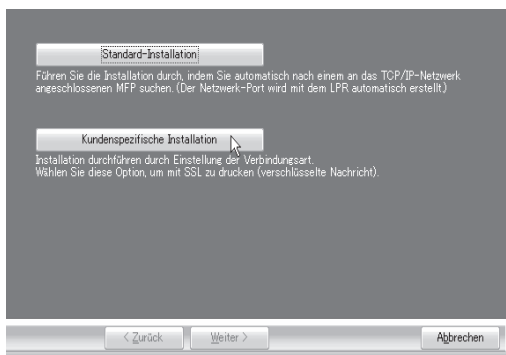 Standard-Installation
Führen Sie die Installation durch, indem Sie automatisch nach einem an das TCP/IP-Netzwerk
angeschlossenen MFP suchen. (Der Netzwerk-Port wird mit dem LPR automatisch erstellt.)
Kundenspezifische Installation
Installation durchführen durch Einstellung der Verbindungsart.
Wählen Sie diese Option, um mit SSL zu drucken (verschlüsselte Nachricht).
< Zurück
Weiter >
Abbrechen